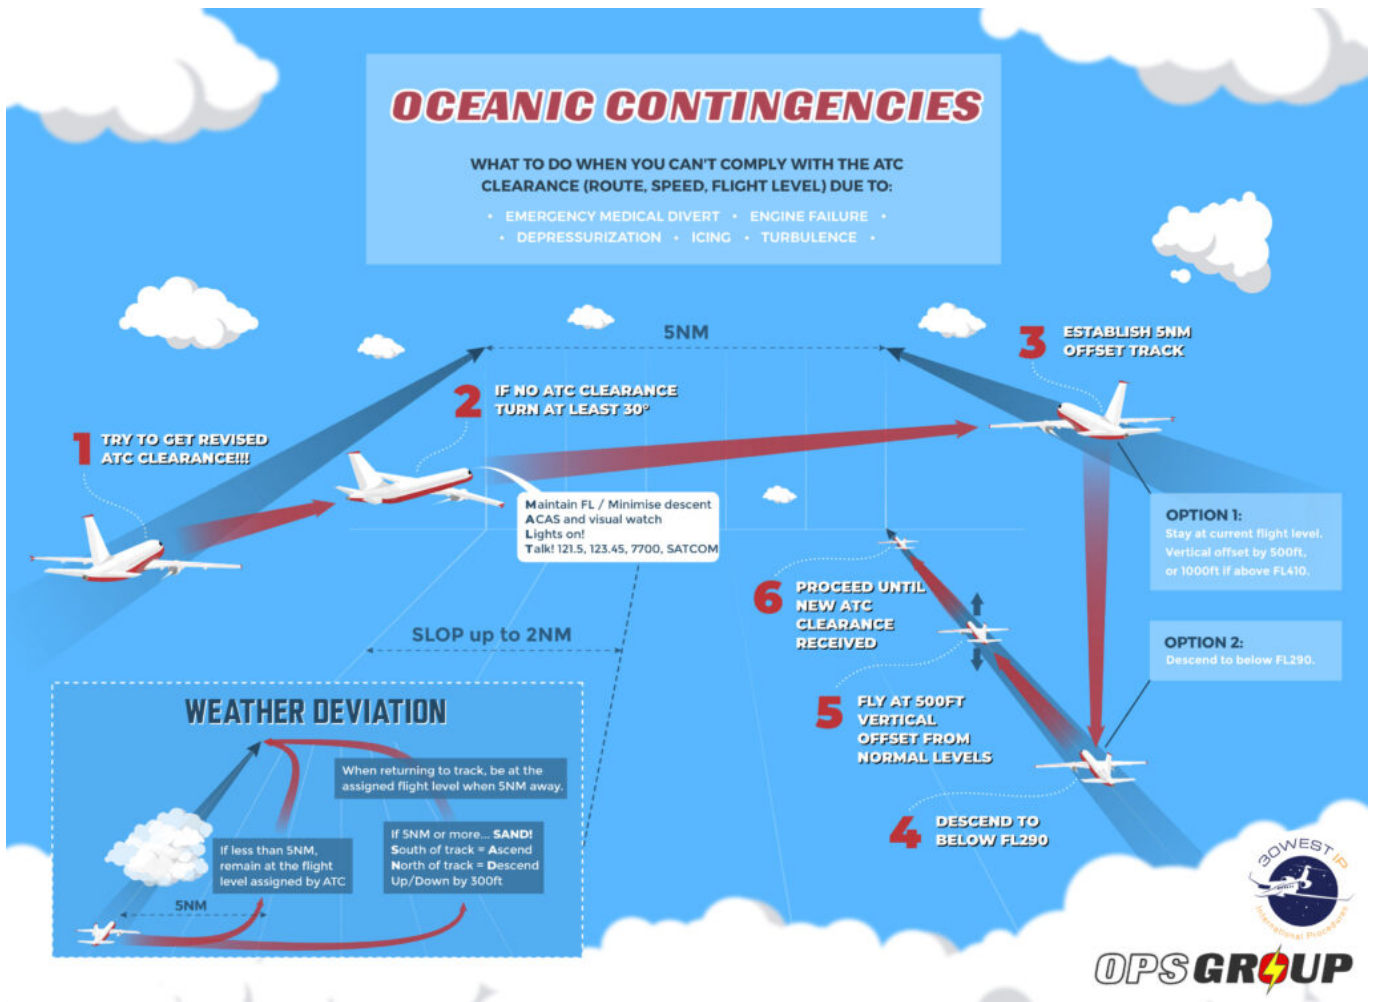 OCEANIC CONTINGENCIES
WHAT TO DO WHEN YOU CAN'T COMPLY WITH THE ATC
CLEARANCE (ROUTE, SPEED, FLIGHT LEVEL) DUE TO:
• EMERGENCY MEDICAL DIVERT • ENGINE FAILURE •
• DEPRESSURIZATION • ICING • TURBULENCE •
1
TRY TO GET REVISED
ATC CLEARANCE!!!
2
IF NO ATC CLEARANCE
TURN AT LEAST 30°
5NM
3
ESTABLISH 5NM
OFFSET TRACK
Maintain FL / Minimise descent
ACAS and visual watch
Lights on!
Talk! 121.5, 123.45, 7700, SATCOM
OPTION 1:
Stay at current flight level.
Vertical offset by 500ft,
or 1000ft if above FL410.
OPTION 2:
Descend to below FL290.
4
DESCEND TO
BELOW FL290
5
FLY AT 500FT
VERTICAL
OFFSET FROM
NORMAL LEVELS
6
PROCEED UNTIL
NEW ATC
CLEARANCE
RECEIVED
SLOP up to 2NM
WEATHER DEVIATION
When returning to track, be at the
assigned flight level when 5NM away.
If less than 5NM,
remain at the flight
level assigned by ATC
If 5NM or more... SAND!
South of track = Ascend
North of track = Descend
Up/Down by 300ft
5NM
30WEST IP
International Procedures
OPSGROUP